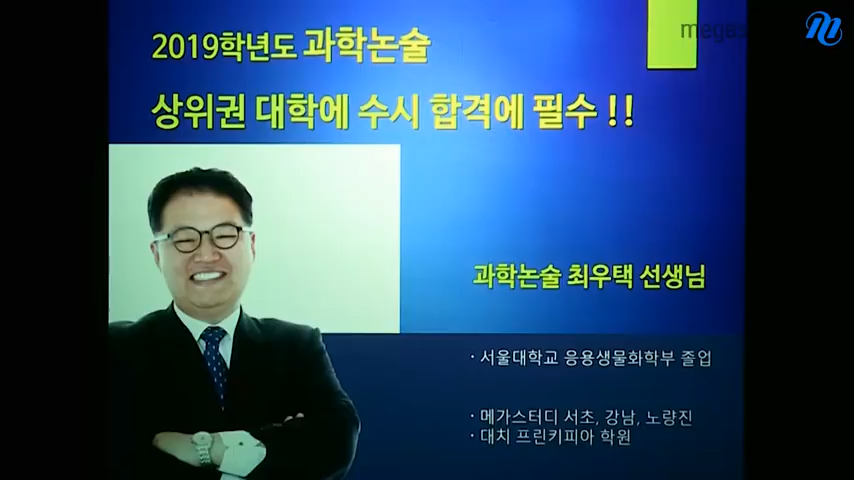 2019학년도 과학논술
상위권 대학에 수시 합격에 필수 !!
과학논술 최우택 선생님
· 서울대학교 응용생물화학부 졸업
· 메가스터디 서초, 강남, 노량진
· 대치 프린키피아 학원